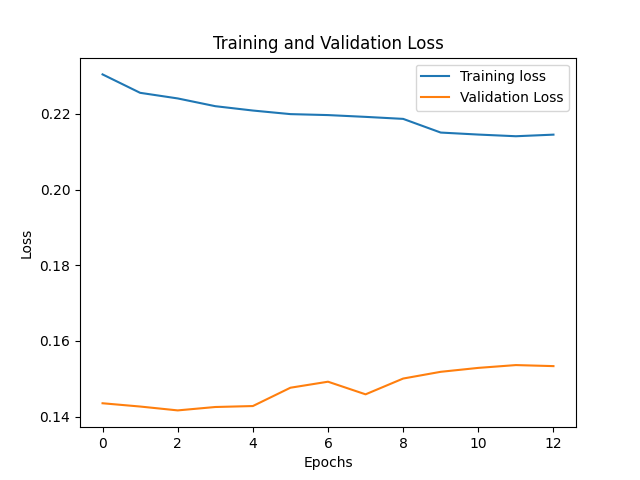 Training and Validation Loss
Training loss
Validation Loss
0.22
0.20
0.18
0.16
0.14
Loss
0 2 4 6 8 10 12
Epochs